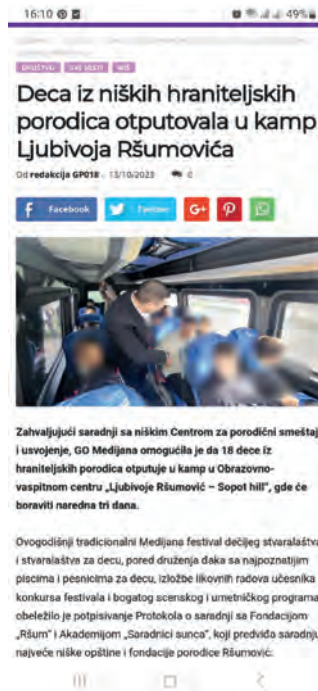 16:10
49%
DRUŠTVO SVE VESTI NIŠ
Deca iz niških hraniteljskih
porodica otputovala u kamp
Ljubivoja Ršumovića
Od redakcija GP018 - 13/10/2023 0
Facebook Twitter G+
Zahvaljujući saradnji sa niškim Centrom za porodični smeštaj
i usvojenje, GO Medijana omogućila je da 18 dece iz
hraniteljskih porodica otputuje u kamp u Obrazovno-
vaspitnom centru „Ljubivoje Ršumović – Sopot hill“, gde će
boraviti naredna tri dana.
Ovogodišnji tradicionalni Medijana festival dečijeg stvaralaštva
i stvaralaštva za decu, pored druženja đaka sa najpoznatijim
piscima i pesnicima za decu, izložbe likovnih radova učesnika
konkursa festivala i bogatog scenskog i umetničkog programa
obeležilo je potpisivanje Protokola o saradnji sa Fondacijom
„Ršum“ i Akademijom „Saradnici sunca“, koji predviđa saradnju
najveće niške opštine i fondacije porodice Ršumović.